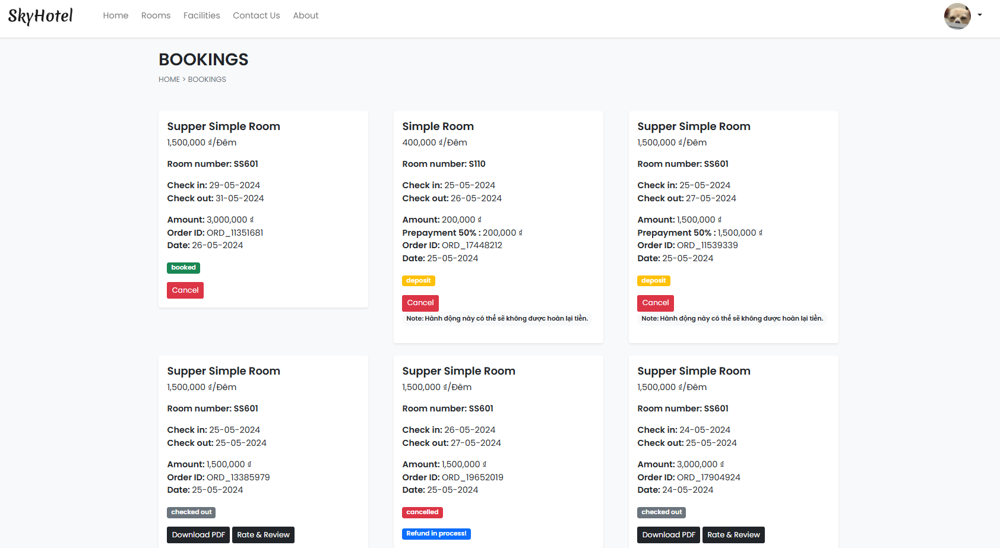 SkyHotel
Home Rooms Facilities Contact Us About
BOOKINGS
HOME > BOOKINGS
Supper Simple Room
1,500,000 ₫/Đêm
Room number: SS601
Check in: 29-05-2024
Check out: 31-05-2024
Amount: 3,000,000 ₫
Order ID: ORD_11351681
Date: 26-05-2024
booked
Cancel
Simple Room
400,000 ₫/Đêm
Room number: S110
Check in: 25-05-2024
Check out: 26-05-2024
Amount: 200,000 ₫
Prepayment 50% : 200,000 ₫
Order ID: ORD_17448212
Date: 25-05-2024
deposit
Cancel
Note: Hành động này có thể sẽ không được hoàn lại tiền.
Supper Simple Room
1,500,000 ₫/Đêm
Room number: SS601
Check in: 25-05-2024
Check out: 27-05-2024
Amount: 1,500,000 ₫
Prepayment 50% : 1,500,000 ₫
Order ID: ORD_11539339
Date: 25-05-2024
deposit
Cancel
Note: Hành động này có thể sẽ không được hoàn lại tiền.
Supper Simple Room
1,500,000 ₫/Đêm
Room number: SS601
Check in: 25-05-2024
Check out: 25-05-2024
Amount: 1,500,000 ₫
Order ID: ORD_13385979
Date: 25-05-2024
checked out
Download PDF Rate & Review
Supper Simple Room
1,500,000 ₫/Đêm
Room number: SS601
Check in: 26-05-2024
Check out: 27-05-2024
Amount: 1,500,000 ₫
Order ID: ORD_19652019
Date: 25-05-2024
cancelled
Refund in process!
Supper Simple Room
1,500,000 ₫/Đêm
Room number: SS601
Check in: 24-05-2024
Check out: 25-05-2024
Amount: 3,000,000 ₫
Order ID: ORD_17904924
Date: 24-05-2024
checked out
Download PDF Rate & Review